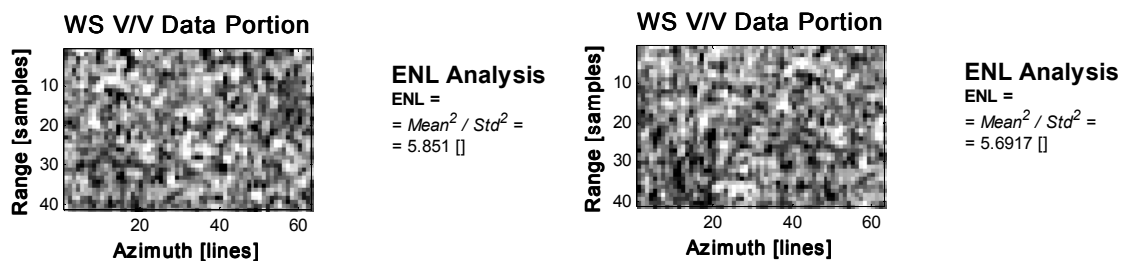 WS V/V Data Portion
Range [samples]
10
20
30
40
20
40
60
Azimuth [lines]
ENL Analysis
ENL =
= Mean² / Std² =
= 5.851 []
WS V/V Data Portion
Range [samples]
10
20
30
40
20
40
60
Azimuth [lines]
ENL Analysis
ENL =
= Mean² / Std² =
= 5.6917 []